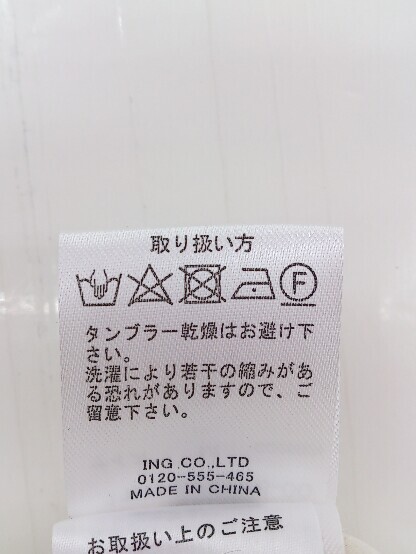 取り扱い方
タンブラー乾燥はお避け下
さい。
洗濯により若干の縮みがあ
る恐れがありますので、ご
留意下さい。
ING CO.,LTD
0120-555-465
MADE IN CHINA
お取扱い上のご注意